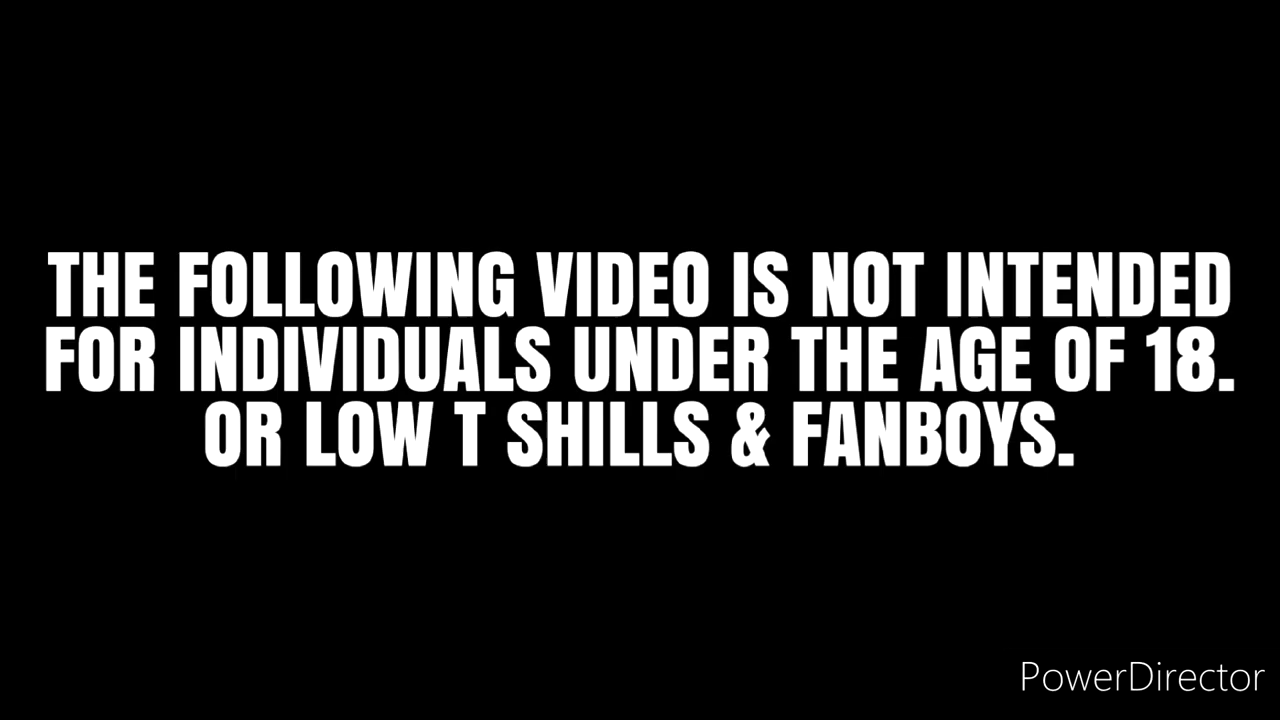 THE FOLLOWING VIDEO IS NOT INTENDED
FOR INDIVIDUALS UNDER THE AGE OF 18.
OR LOW T SHILLS & FANBOYS.
PowerDirector